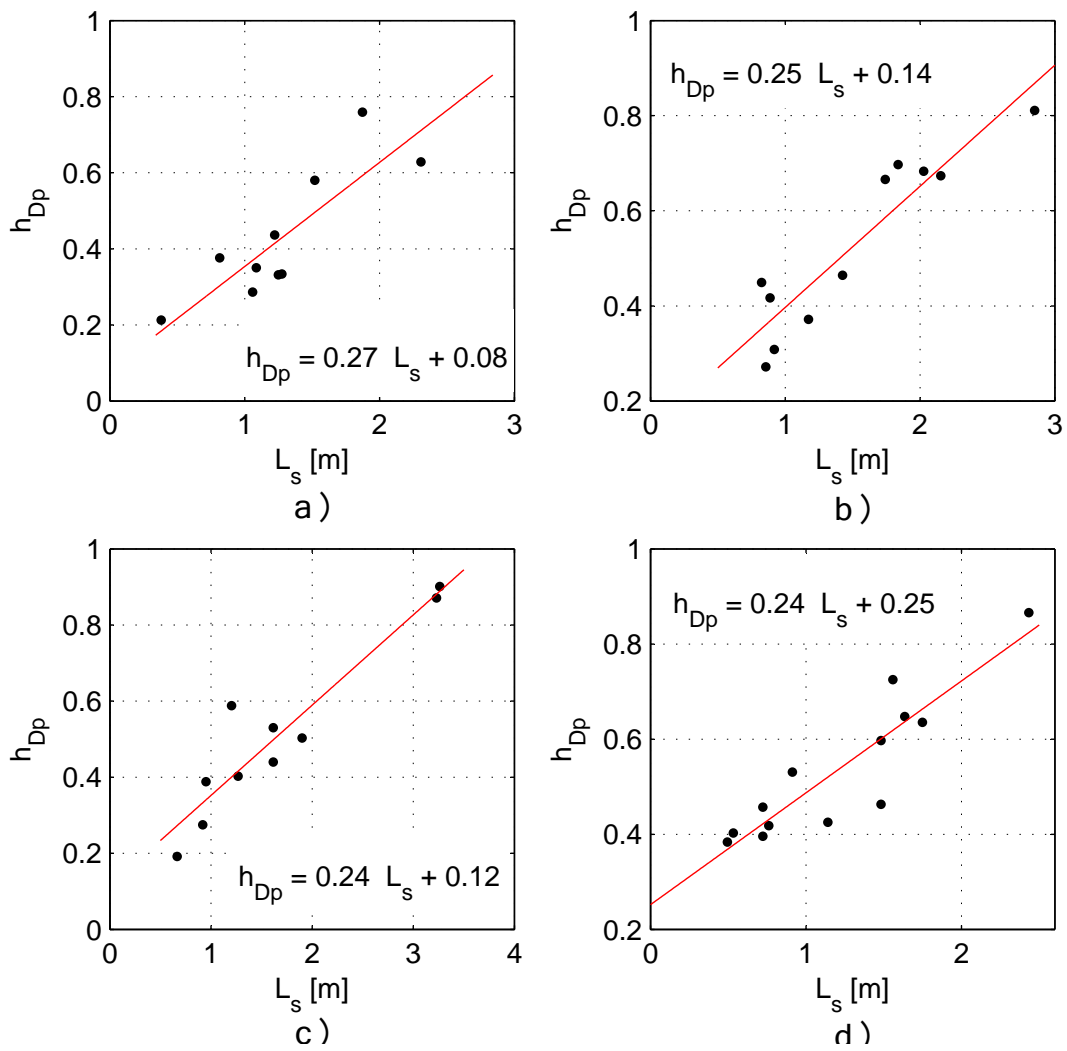 1
0.8
0.6
0.4
0.2
0
0 1 2 3
h_Dp
h_Dp = 0.27 L_s + 0.08
L_s [m]
a)
1
0.8
0.6
0.4
0.2
0 1 2 3
h_Dp
h_Dp = 0.25 L_s + 0.14
L_s [m]
b)
1
0.8
0.6
0.4
0.2
0
0 1 2 3 4
h_Dp
h_Dp = 0.24 L_s + 0.12
L_s [m]
c)
1
0.8
0.6
0.4
0.2
0 1 2
h_Dp
h_Dp = 0.24 L_s + 0.25
L_s [m]
d)